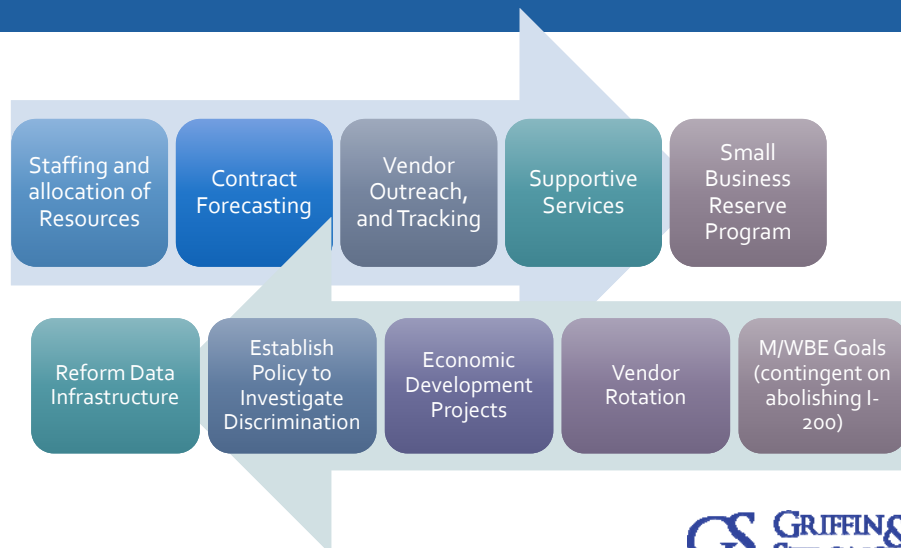 Staffing and
allocation of
Resources
Contract
Forecasting
Vendor
Outreach,
and Tracking
Supportive
Services
Small
Business
Reserve
Program
Reform Data
Infrastructure
Establish
Policy to
Investigate
Discrimination
Economic
Development
Projects
Vendor
Rotation
M/WBE Goals
(contingent on
abolishing I-
200)
GS GRIFFIN&